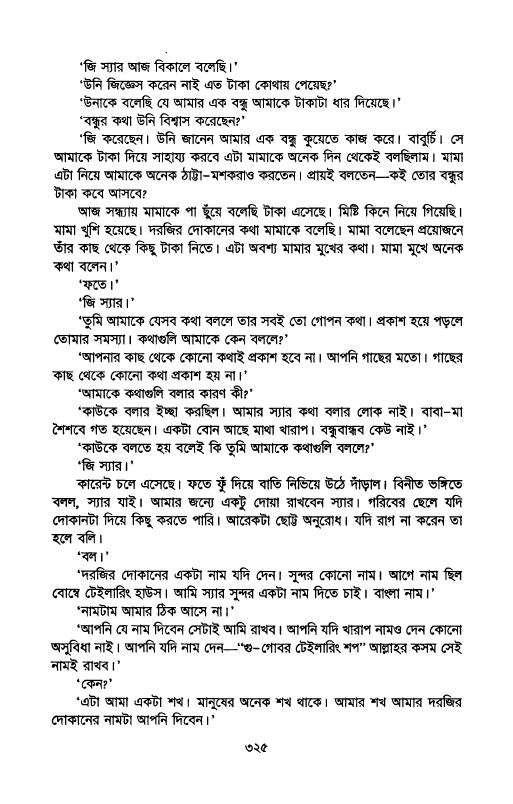 ‘জি স্যার আজ বিকালে বলেছি।’
‘উনি জিজ্ঞেস করেন নাই এত টাকা কোথায় পেয়েছ?’
‘উনাকে বলেছি যে আমার এক বন্ধু আমাকে টাকাটা ধার দিয়েছে।’
‘বন্ধুর কথা উনি বিশ্বাস করেছেন?’
‘জি করেছেন। উনি জানেন আমার এক বন্ধু কুয়েতে কাজ করে। বাবুর্চি। সে
আমাকে টাকা দিয়ে সাহায্য করবে এটা মামাকে অনেক দিন থেকেই বলছিলাম। মামা
এটা নিয়ে আমাকে অনেক ঠাট্টা–মশকরাও করতেন। প্রায়ই বলতেন—কই তোর বন্ধুর
টাকা কবে আসবে?
আজ সন্ধ্যায় মামাকে পা ছুঁয়ে বলেছি টাকা এসেছে। মিষ্টি কিনে নিয়ে গিয়েছি।
মামা খুশি হয়েছে। দরজির দোকানের কথা মামাকে বলেছি। মামা বলেছেন প্রয়োজনে
তাঁর কাছ থেকে কিছু টাকা নিতে। এটা অবশ্য মামার মুখের কথা। মামা মুখে অনেক
কথা বলেন।’
‘ফতে।’
‘জি স্যার।’
‘তুমি আমাকে যেসব কথা বললে তার সবই তো গোপন কথা। প্রকাশ হয়ে পড়লে
তোমার সমস্যা। কথাগুলি আমাকে কেন বললে?’
‘আপনার কাছ থেকে কোনো কথাই প্রকাশ হবে না। আপনি গাছের মতো। গাছের
কাছ থেকে কোনো কথা প্রকাশ হয় না।’
‘আমাকে কথাগুলি বলার কারণ কী?’
‘কাউকে বলার ইচ্ছা করছিল। আমার স্যার কথা বলার লোক নাই। বাবা–মা
শৈশবে গত হয়েছেন। একটা বোন আছে মাথা খারাপ। বন্ধুবান্ধব কেউ নাই।’
‘কাউকে বলতে হয় বলেই কি তুমি আমাকে কথাগুলি বললে?’
‘জি স্যার।’
কারেন্ট চলে এসেছে। ফতে ফুঁ দিয়ে বাতি নিভিয়ে উঠে দাঁড়াল। বিনীত ভঙ্গিতে
বলল, স্যার যাই। আমার জন্যে একটু দোয়া রাখবেন স্যার। গরিবের ছেলে যদি
দোকানটা দিয়ে কিছু করতে পারি। আরেকটা ছোট্ট অনুরোধ। যদি রাগ না করেন তা
হলে বলি।
‘বল।’
‘দরজির দোকানের একটা নাম যদি দেন। সুন্দর কোনো নাম। আগে নাম ছিল
বোম্বে টেইলারিং হাউস। আমি স্যার সুন্দর একটা নাম দিতে চাই। বাংলা নাম।’
‘নামটাম আমার ঠিক আসে না।’
‘আপনি যে নাম দিবেন সেটাই আমি রাখব। আপনি যদি খারাপ নামও দেন কোনো
অসুবিধা নাই। আপনি যদি নাম দেন—“গু–গোবর টেইলারিং শপ” আল্লাহর কসম সেই
নামই রাখব।’
‘কেন?’
‘এটা আমা একটা শখ। মানুষের অনেক শখ থাকে। আমার শখ আমার দরজির
দোকানের নামটা আপনি দিবেন।’
৩২৫